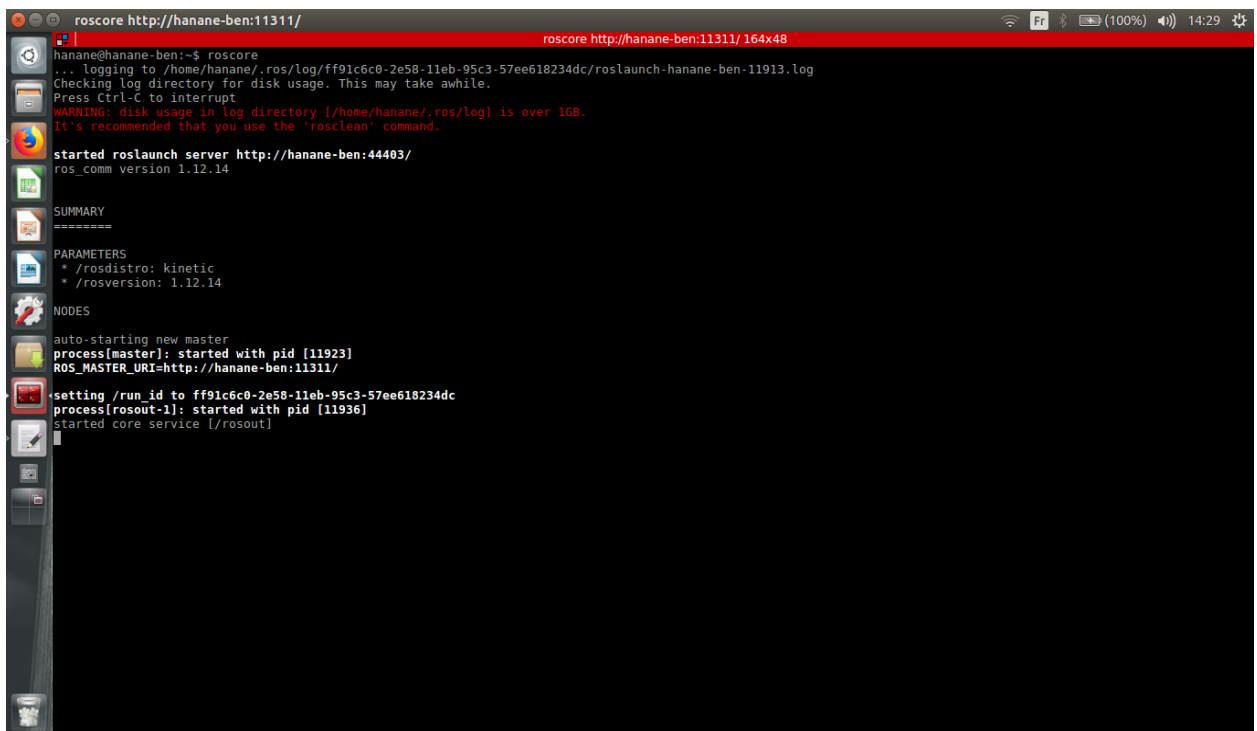 roscore http://hanane-ben:11311/
Fr (100%) 14:29
roscore http://hanane-ben:11311/ 164x48
hanane@hanane-ben:~$ roscore
... logging to /home/hanane/.ros/log/ff91c6c0-2e58-11eb-95c3-57ee618234dc/roslaunch-hanane-ben-11913.log
Checking log directory for disk usage. This may take awhile.
Press Ctrl-C to interrupt
WARNING: disk usage in log directory [/home/hanane/.ros/log] is over 1GB.
It's recommended that you use the 'rosclean' command.
started roslaunch server http://hanane-ben:44403/
ros_comm version 1.12.14
SUMMARY
========
PARAMETERS
* /rosdistro: kinetic
* /rosversion: 1.12.14
NODES
auto-starting new master
process[master]: started with pid [11923]
ROS_MASTER_URI=http://hanane-ben:11311/
setting /run_id to ff91c6c0-2e58-11eb-95c3-57ee618234dc
process[rosout-1]: started with pid [11936]
started core service [/rosout]